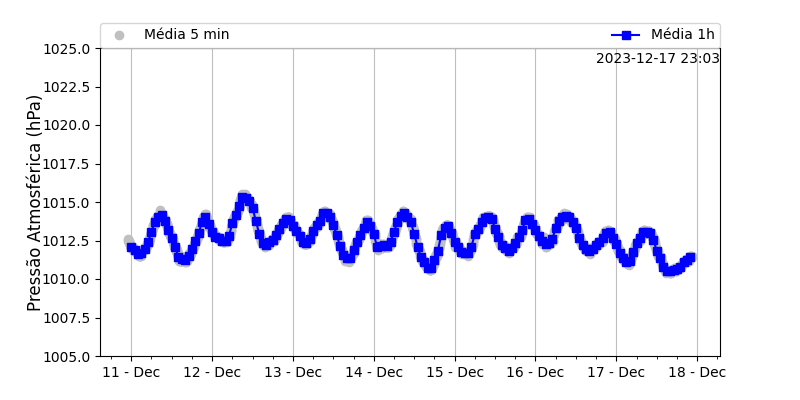 Média 5 min
Média 1h
2023-12-17 23:03
Pressão Atmosférica (hPa)
1025.0
1022.5
1020.0
1017.5
1015.0
1012.5
1010.0
1007.5
1005.0
11 - Dec
12 - Dec
13 - Dec
14 - Dec
15 - Dec
16 - Dec
17 - Dec
18 - Dec